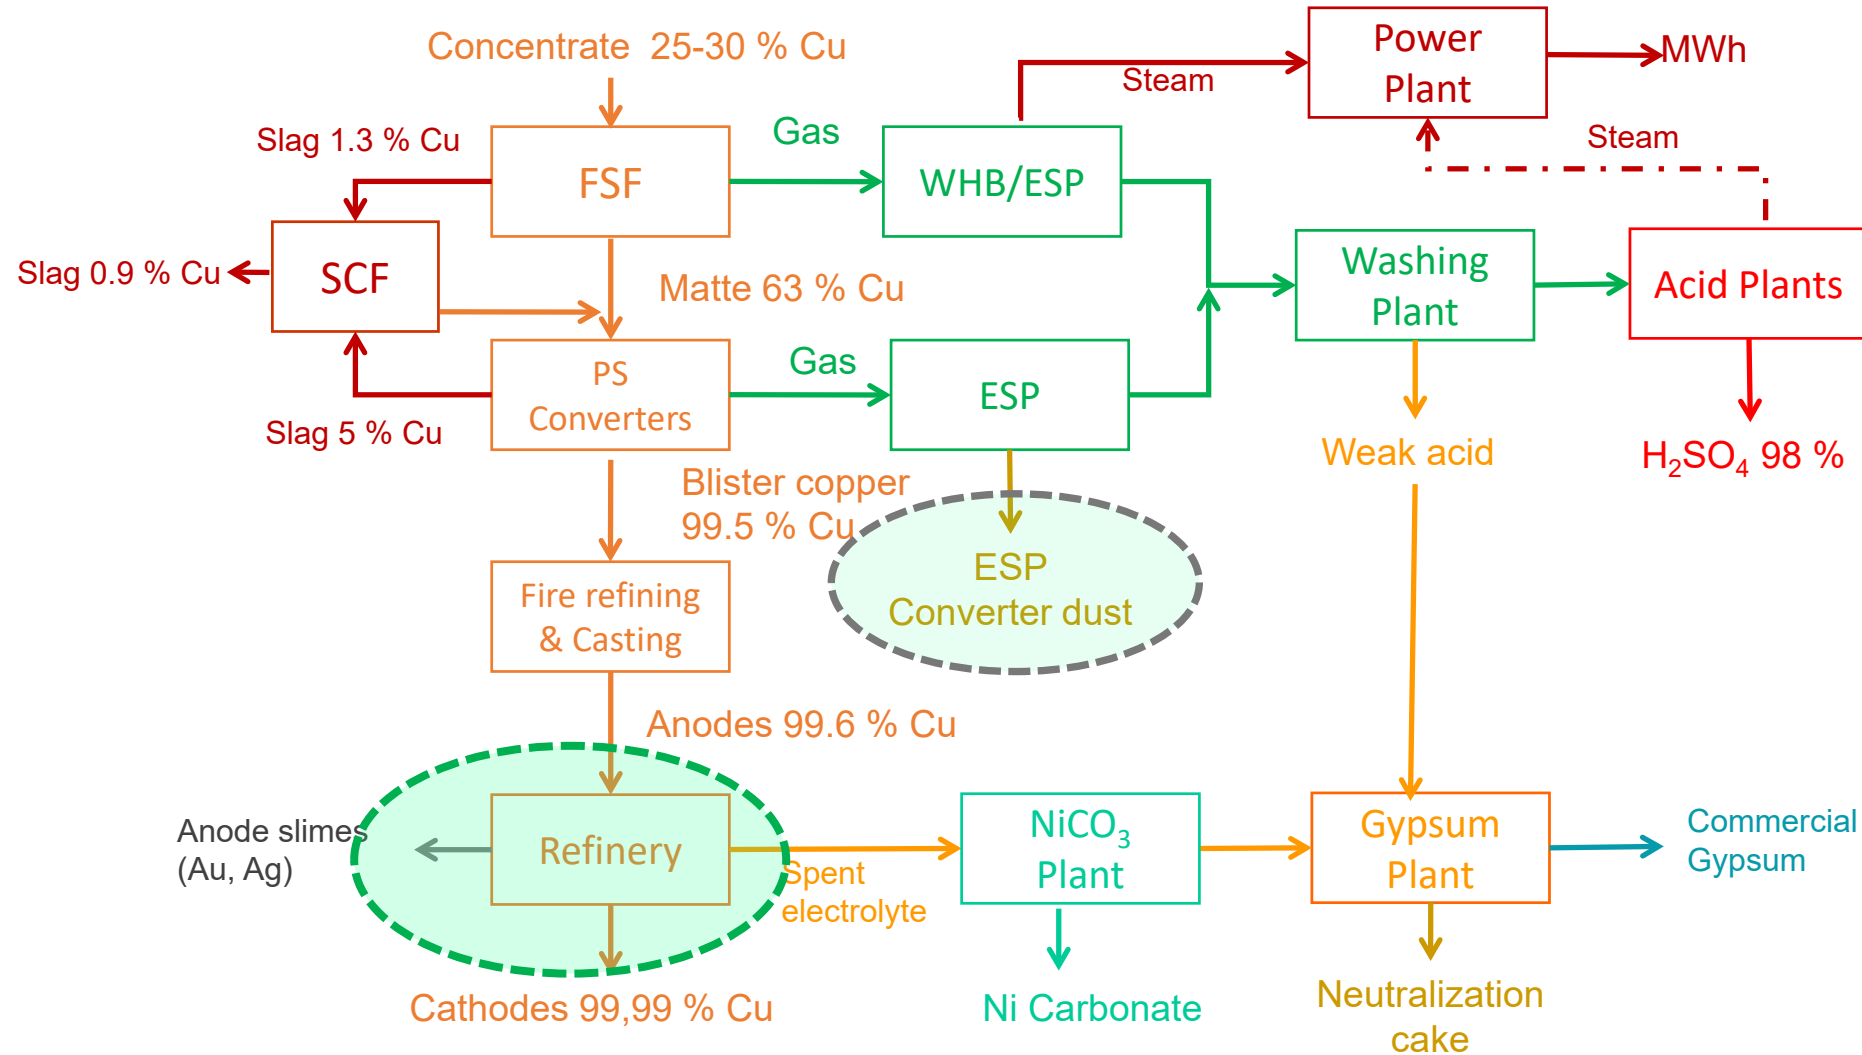 Concentrate  25-30 % Cu
Power
Plant
MWh
Steam
Slag 1.3 % Cu
Gas
Steam
FSF
WHB/ESP
Slag 0.9 % Cu
SCF
Matte 63 % Cu
Washing
Plant
Acid Plants
PS
Converters
Gas
ESP
Slag 5 % Cu
Weak acid
H₂SO₄ 98 %
Blister copper
99.5 % Cu
ESP
Converter dust
Fire refining
& Casting
Anodes 99.6 % Cu
Anode slimes
(Au, Ag)
Refinery
Spent
electrolyte
NiCO₃
Plant
Gypsum
Plant
Commercial
Gypsum
Cathodes 99,99 % Cu
Ni Carbonate
Neutralization
cake